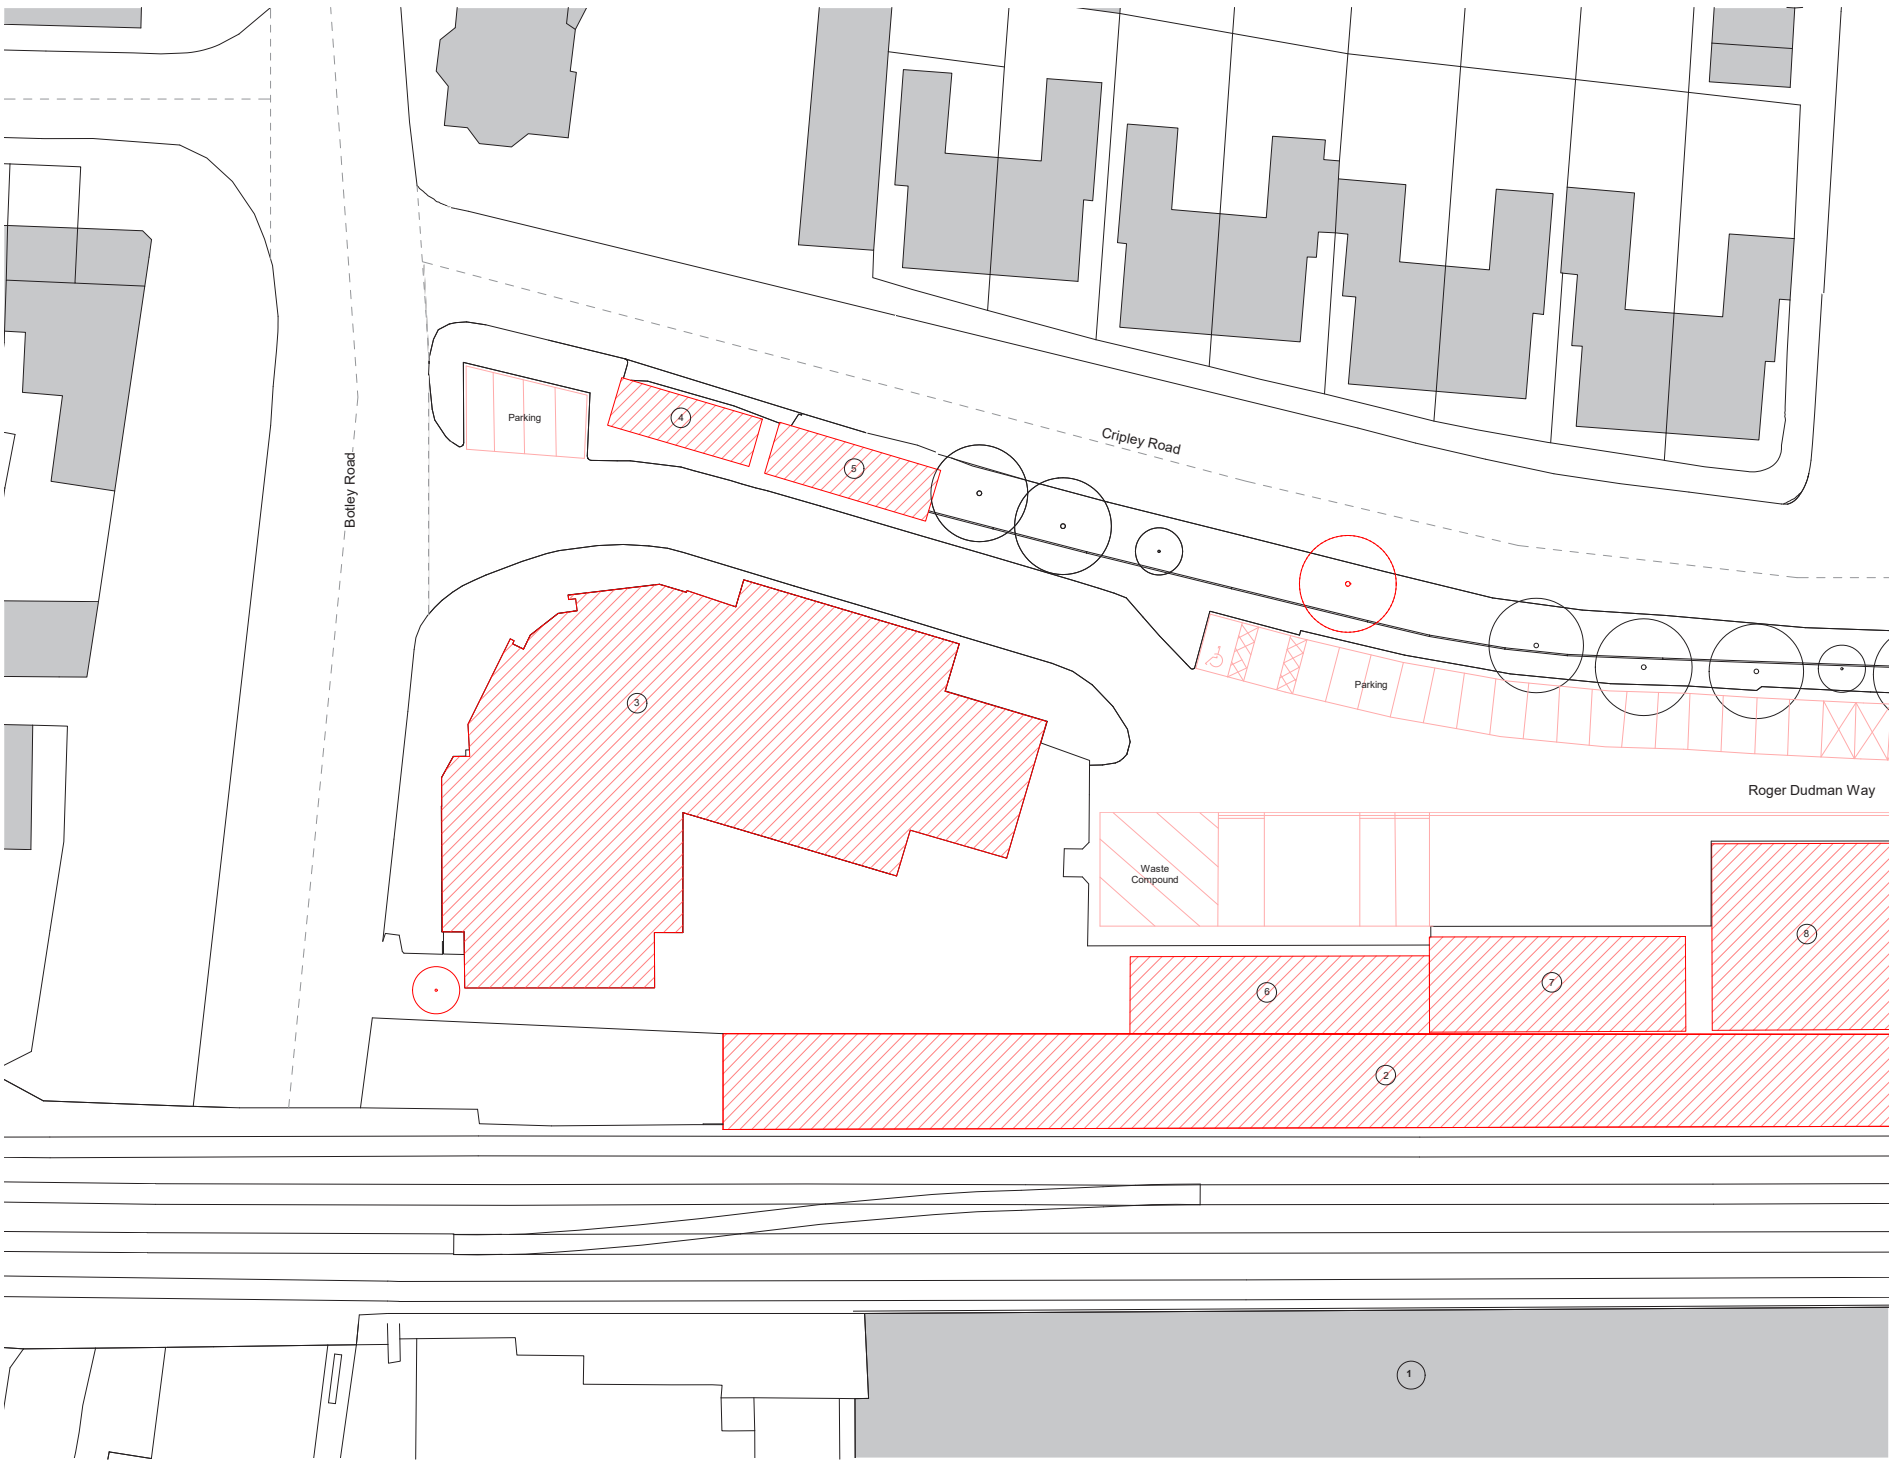 Parking
4
Cripley Road
5
Botley Road
Parking
3
Roger Dudman Way
Waste
Compound
8
7
6
2
1